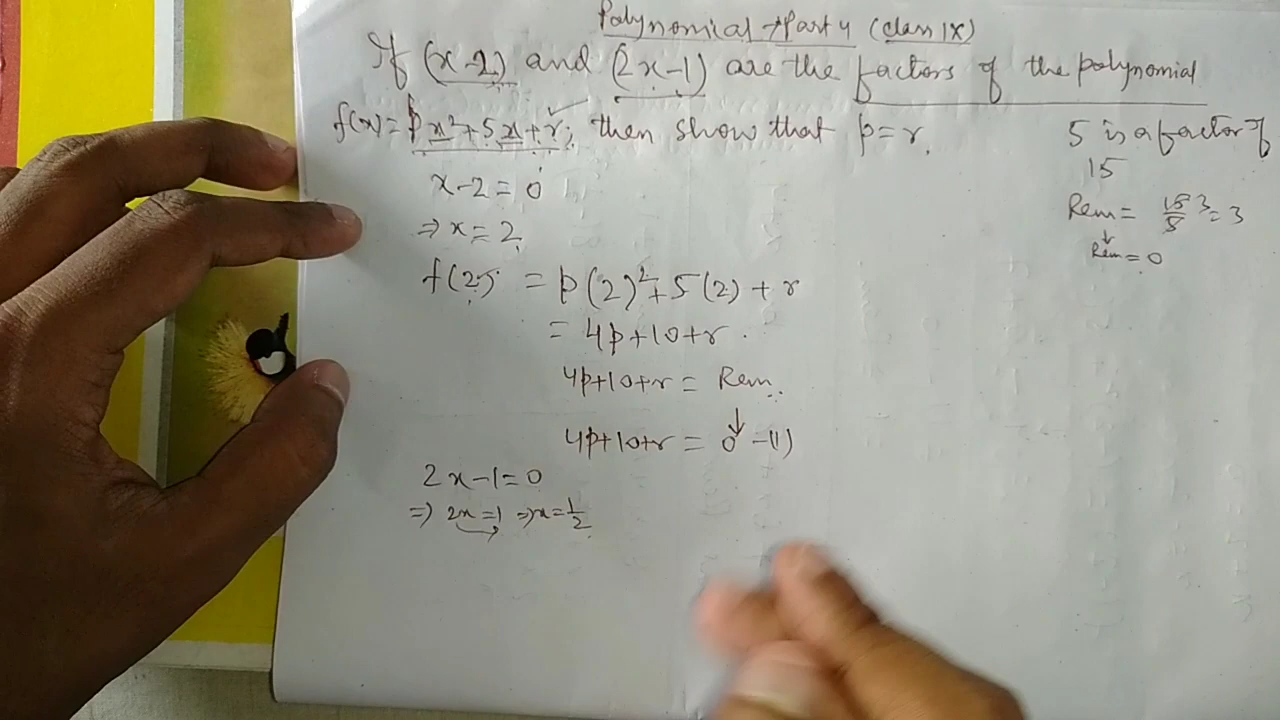 Polynomial → Part 4 (class IX)
If (x-2) and (2x-1) are the factors of the polynomial
f(x) = px²+5x+r, then show that p=r.
5 is a factor of
15
Rem = 15/5 3 = 3
↓
Rem = 0
x-2 = 0
⇒ x = 2
f(2) = p(2)²+5(2)+r
= 4p+10+r.
4p+10+r = Rem.
↓
4p+10+r = 0 -(1)
2x-1=0
⇒ 2x=1 ⇒ x=1/2